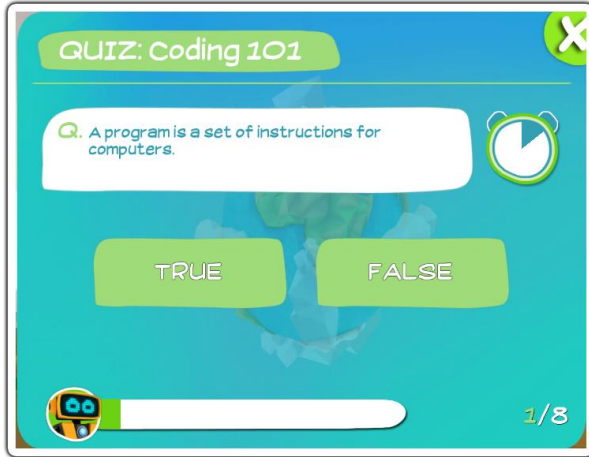 QUIZ: Coding 101
Q. A program is a set of instructions for
computers.
TRUE
FALSE
1/8